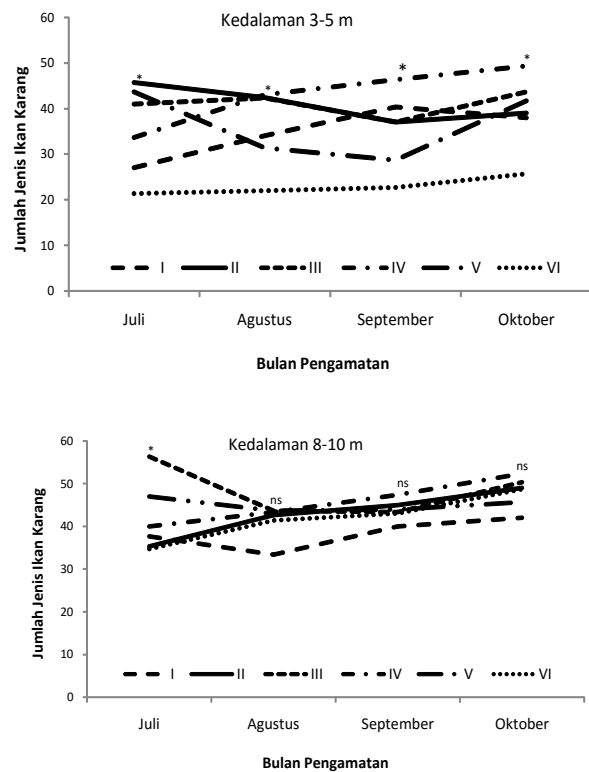 Kedalaman 3-5 m
Jumlah Jenis Ikan Karang
60
50
40
30
20
10
0
* * * *
I II III IV V VI
Juli Agustus September Oktober
Bulan Pengamatan
Kedalaman 8-10 m
Jumlah Jenis Ikan Karang
60
50
40
30
20
10
0
* ns ns ns
I II III IV V VI
Juli Agustus September Oktober
Bulan Pengamatan